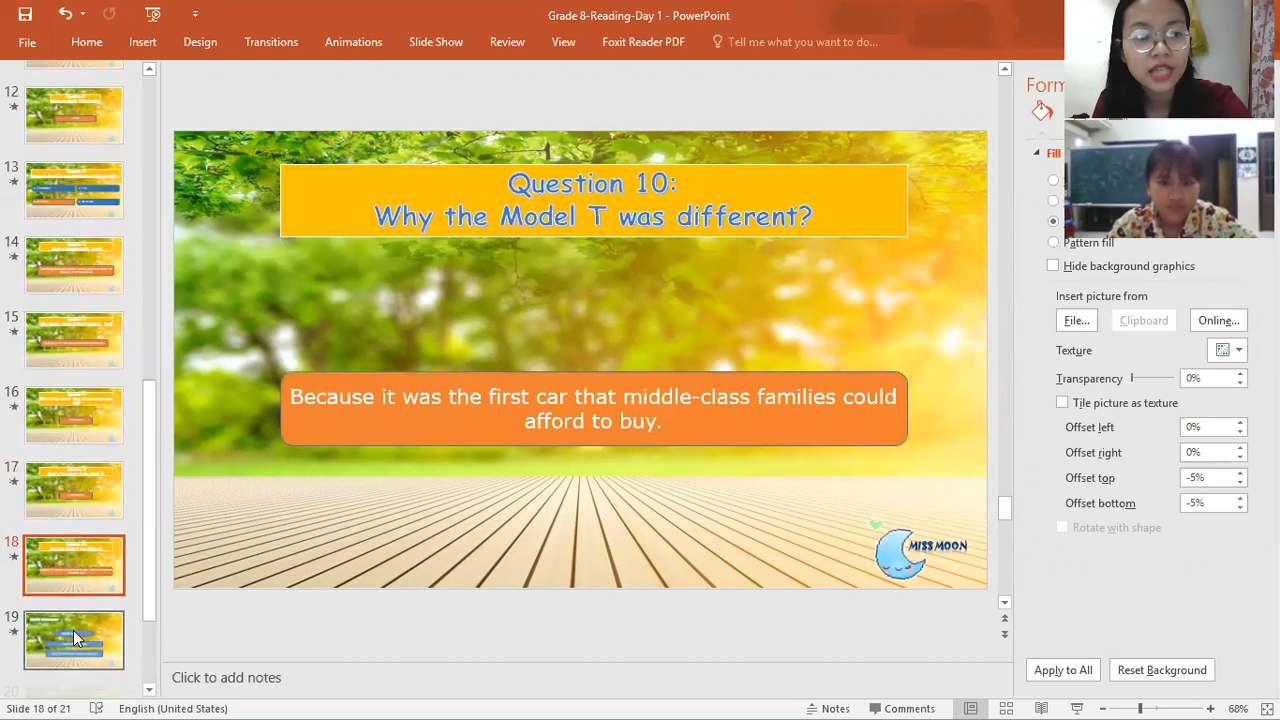 Grade 8-Reading-Day 1 - PowerPoint
File
Home
Insert
Design
Transitions
Animations
Slide Show
Review
View
Foxit Reader PDF
Tell me what you want to do...
12
13
14
15
16
17
18
19
20
Question 10:
Why the Model T was different?
Because it was the first car that middle-class families could
afford to buy.
MISS MOON
Click to add notes
Form
Fill
Pattern fill
Hide background graphics
Insert picture from
File...
Clipboard
Online...
Texture
Transparency
0%
Tile picture as texture
Offset left
0%
Offset right
0%
Offset top
-5%
Offset bottom
-5%
Rotate with shape
Apply to All
Reset Background
Slide 18 of 21
English (United States)
Notes
Comments
68%